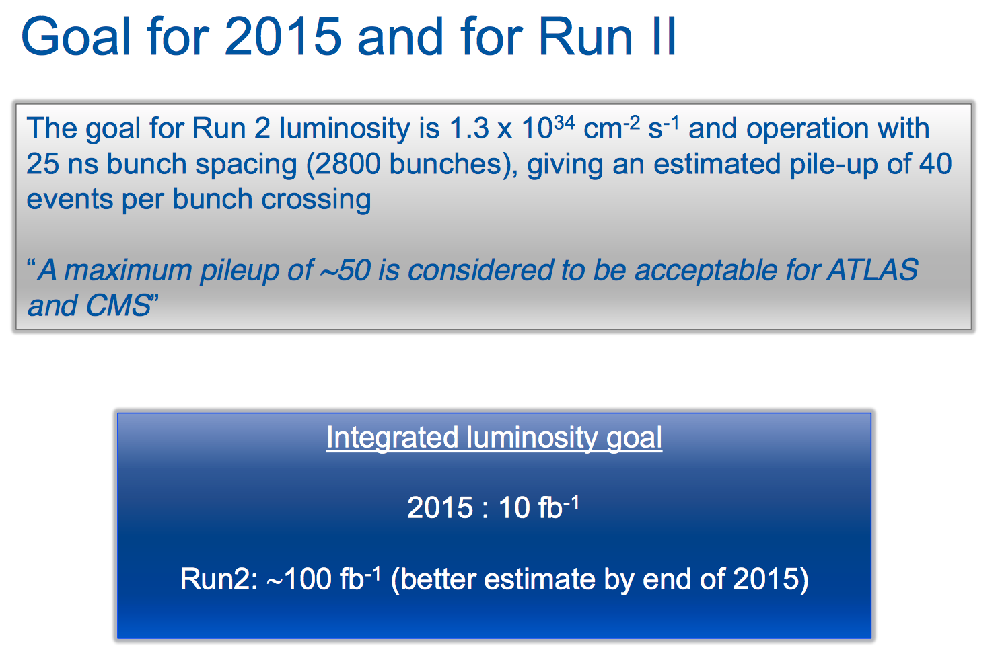 Goal for 2015 and for Run II
The goal for Run 2 luminosity is 1.3 x 10³⁴ cm⁻² s⁻¹ and operation with
25 ns bunch spacing (2800 bunches), giving an estimated pile-up of 40
events per bunch crossing
“A maximum pileup of ~50 is considered to be acceptable for ATLAS
and CMS”
Integrated luminosity goal
2015 : 10 fb⁻¹
Run2: ~100 fb⁻¹ (better estimate by end of 2015)